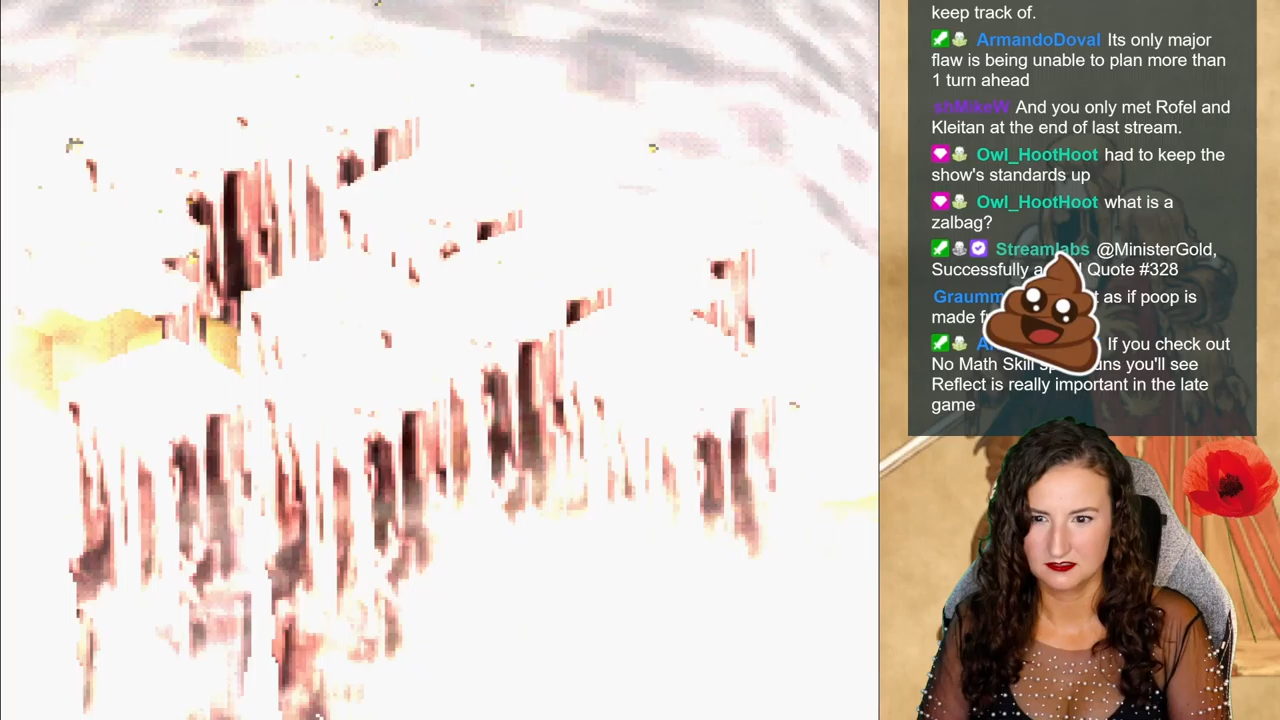 keep track of.
ArmandoDoval Its only major
flaw is being unable to plan more than
1 turn ahead
shMikeW And you only met Rofel and
Kleitan at the end of last stream.
Owl_HootHoot had to keep the
show's standards up
Owl_HootHoot what is a
zalbag?
Streamlabs @MinisterGold,
Successfully Quote #328
as if poop is
made
If you check out
No Math Skill you'll see
Reflect is really important in the late
game